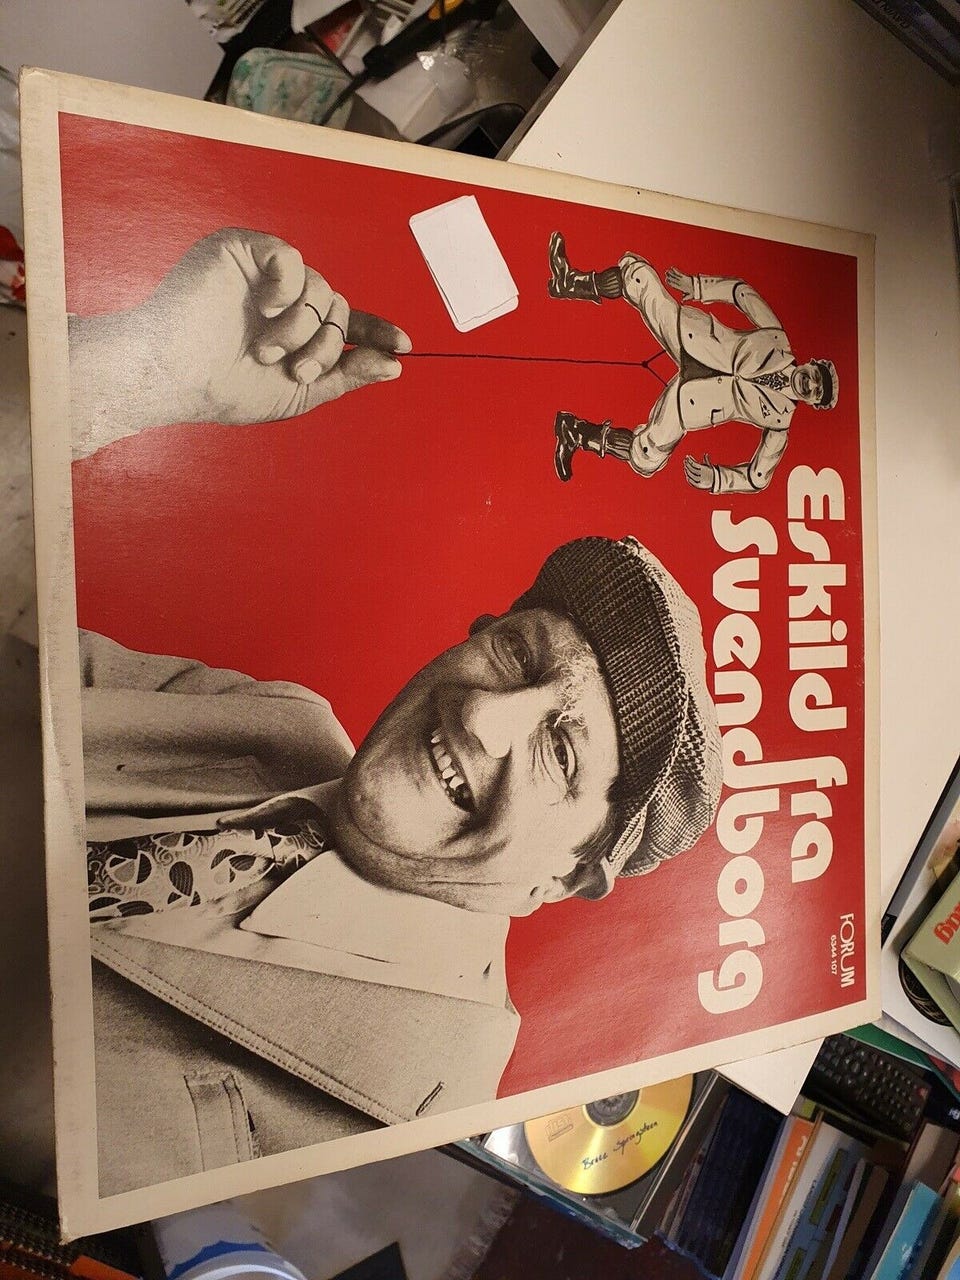 Eskild fra
Svendborg
FORUM
6344 107
Bruce Springsteen